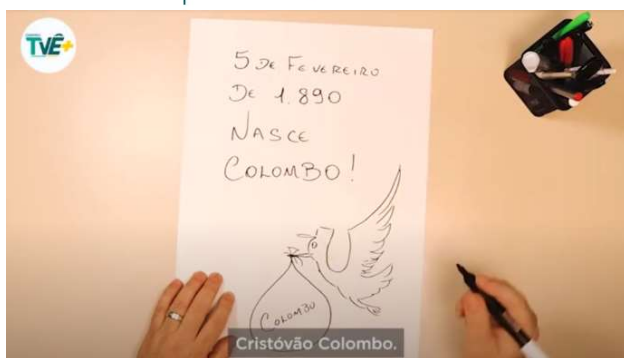 TVÊ+
5 DE FEVEREIRO
DE 1.890
NASCE
COLOMBO!
COLOMBO
Cristóvão Colombo.